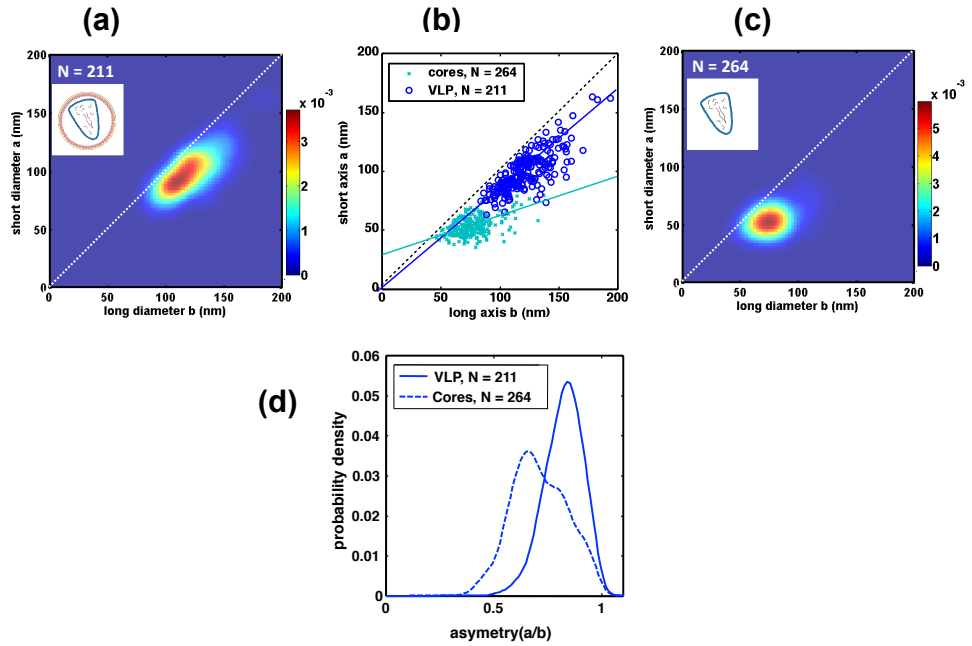 (a)
N = 211
short diameter a (nm)
200
150
100
50
0
0
50
100
150
200
long diameter b (nm)
x 10-3
3
2
1
0
(b)
cores, N = 264
VLP, N = 211
short axis a (nm)
200
150
100
50
0
0
50
100
150
200
long axis b (nm)
(c)
N = 264
short diameter a (nm)
200
150
100
50
0
0
50
100
150
200
long diameter b (nm)
x 10-3
5
4
3
2
1
0
(d)
VLP, N = 211
Cores, N = 264
probability density
0.06
0.05
0.04
0.03
0.02
0.01
0
0
0.5
1
asymetry(a/b)